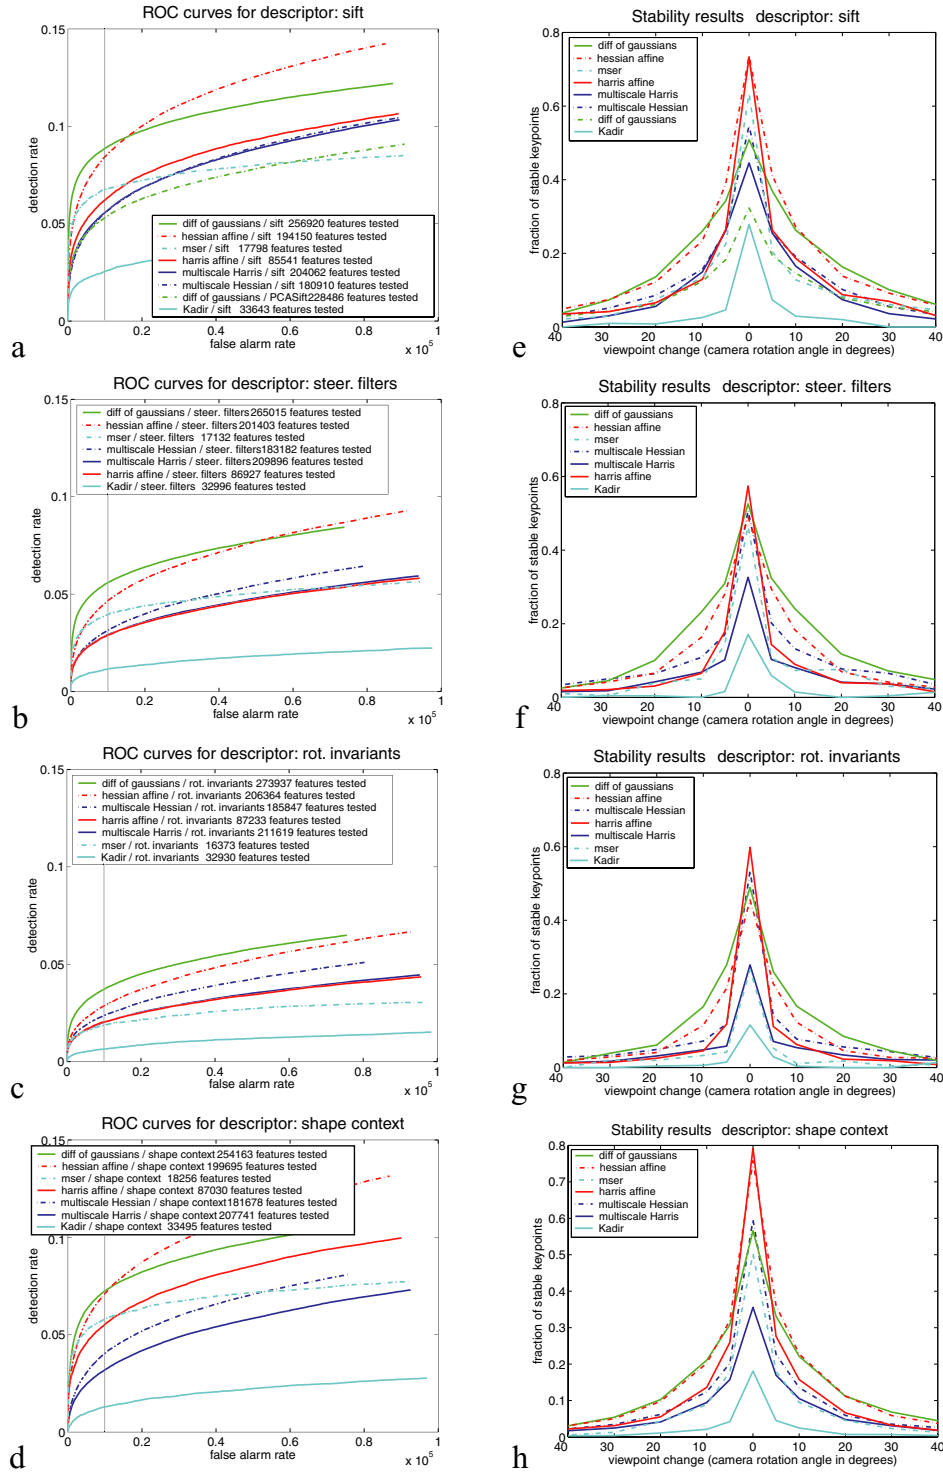 ROC curves for descriptor: sift
0.15
0.1
0.05
0
detection rate
diff of gaussians / sift 256920 features tested
hessian affine / sift 194150 features tested
mser / sift 17798 features tested
harris affine / sift 85541 features tested
multiscale Harris / sift 204062 features tested
multiscale Hessian / sift 180910 features tested
diff of gaussians / PCASift228486 features tested
Kadir / sift 33643 features tested
0 0.2 0.4 0.6 0.8 1
false alarm rate
x 10^5
a
Stability results descriptor: sift
0.8
0.6
0.4
0.2
0
fraction of stable keypoints
diff of gaussians
hessian affine
mser
harris affine
multiscale Harris
multiscale Hessian
diff of gaussians
Kadir
40 30 20 10 0 10 20 30 40
viewpoint change (camera rotation angle in degrees)
e
ROC curves for descriptor: steer. filters
0.15
0.1
0.05
0
detection rate
diff of gaussians / steer. filters265015 features tested
hessian affine / steer. filters201403 features tested
mser / steer. filters 17132 features tested
multiscale Hessian / steer. filters183182 features tested
multiscale Harris / steer. filters209896 features tested
harris affine / steer. filters 86927 features tested
Kadir / steer. filters 32996 features tested
0 0.2 0.4 0.6 0.8 1
false alarm rate
x 10^5
b
Stability results descriptor: steer. filters
0.8
0.6
0.4
0.2
0
fraction of stable keypoints
diff of gaussians
hessian affine
mser
multiscale Hessian
multiscale Harris
harris affine
Kadir
40 30 20 10 0 10 20 30 40
viewpoint change (camera rotation angle in degrees)
f
ROC curves for descriptor: rot. invariants
0.15
0.1
0.05
0
detection rate
diff of gaussians / rot. invariants 273937 features tested
hessian affine / rot. invariants 206364 features tested
multiscale Hessian / rot. invariants185847 features tested
harris affine / rot. invariants 87233 features tested
multiscale Harris / rot. invariants 211619 features tested
mser / rot. invariants 16373 features tested
Kadir / rot. invariants 32930 features tested
0 0.2 0.4 0.6 0.8 1
false alarm rate
x 10^5
c
Stability results descriptor: rot. invariants
0.8
0.6
0.4
0.2
0
fraction of stable keypoints
diff of gaussians
hessian affine
multiscale Hessian
harris affine
multiscale Harris
mser
Kadir
40 30 20 10 0 10 20 30 40
viewpoint change (camera rotation angle in degrees)
g
ROC curves for descriptor: shape context
0.15
0.1
0.05
0
detection rate
diff of gaussians / shape context254163 features tested
hessian affine / shape context 199695 features tested
mser / shape context 18256 features tested
harris affine / shape context 87030 features tested
multiscale Hessian / shape context181678 features tested
multiscale Harris / shape context 207741 features tested
Kadir / shape context 33495 features tested
0 0.2 0.4 0.6 0.8 1
false alarm rate
x 10^5
d
Stability results descriptor: shape context
0.8
0.7
0.6
0.5
0.4
0.3
0.2
0.1
0
fraction of stable keypoints
diff of gaussians
hessian affine
mser
harris affine
multiscale Hessian
multiscale Harris
Kadir
40 30 20 10 0 10 20 30 40
viewpoint change (camera rotation angle in degrees)
h